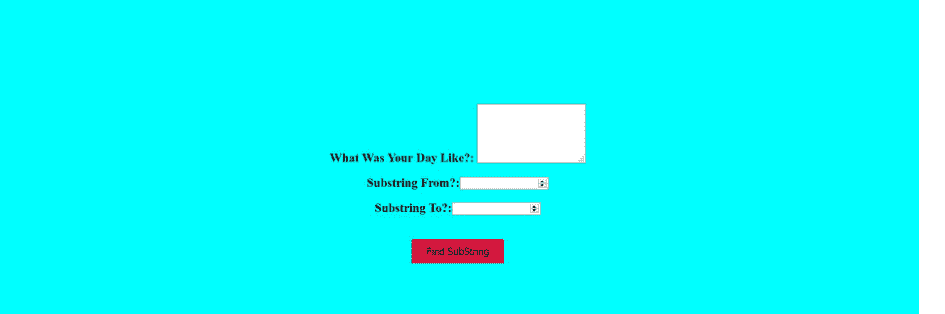 What Was Your Day Like?:
Substring From?:
Substring To?:
Find SubString